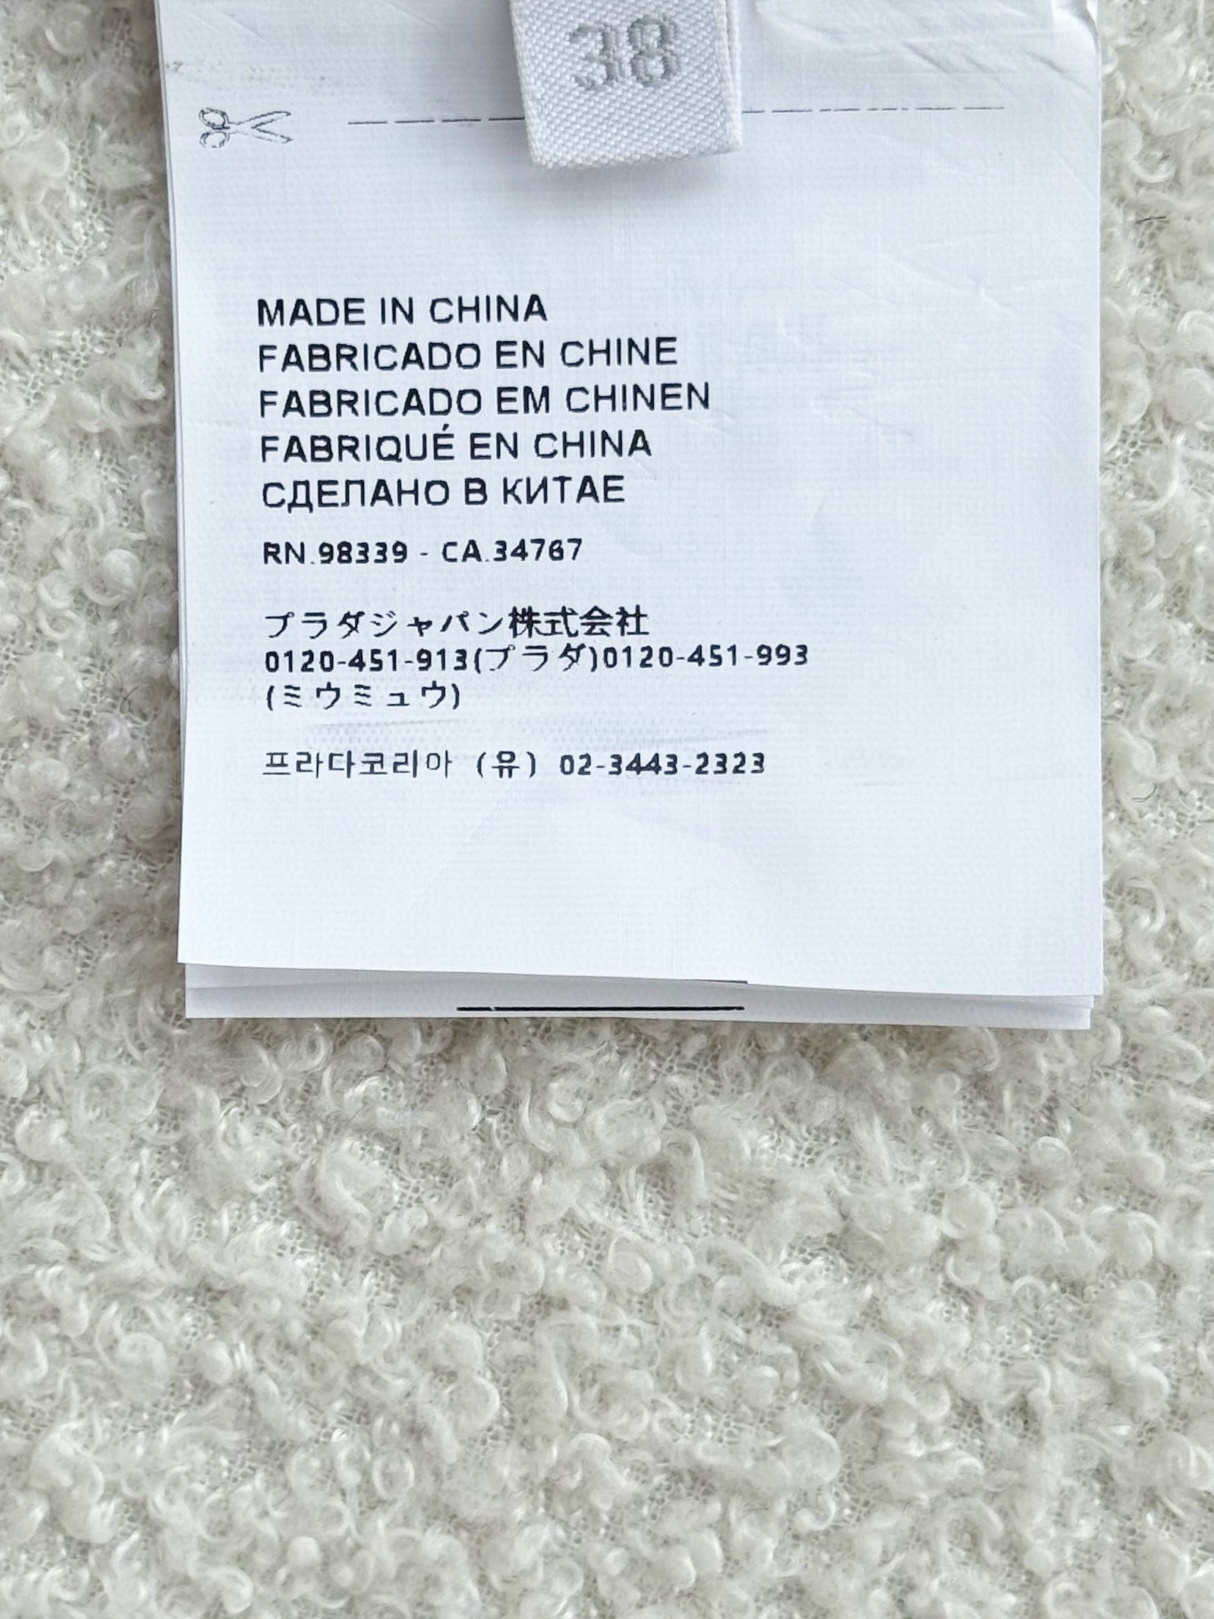 38
MADE IN CHINA
FABRICADO EN CHINE
FABRICADO EM CHINEN
FABRIQUÉ EN CHINA
СДЕЛАНО В КИТАЕ
RN.98339 - CA.34767
プラダジャパン株式会社
0120-451-913(プラダ)0120-451-993
(ミウミュウ)
프라다코리아 (유) 02-3443-2323